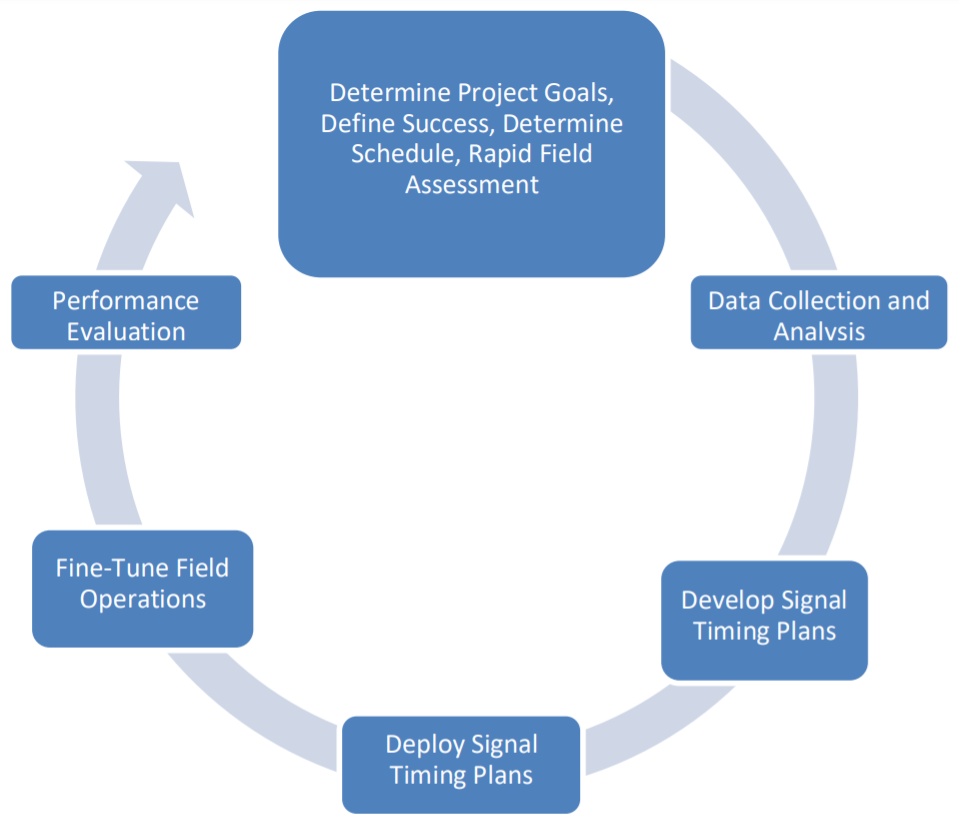 Determine Project Goals,
Define Success, Determine
Schedule, Rapid Field
Assessment
Data Collection and
Analysis
Develop Signal
Timing Plans
Deploy Signal
Timing Plans
Fine-Tune Field
Operations
Performance
Evaluation